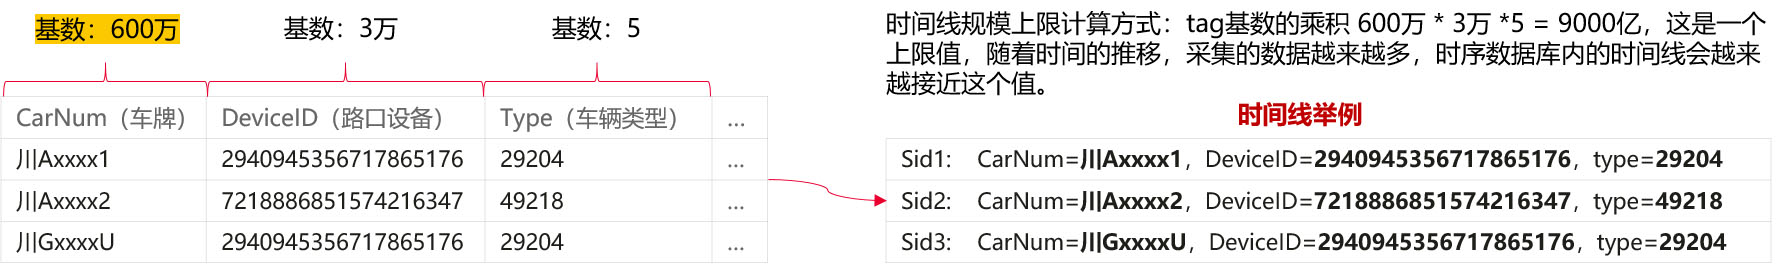 基数：600万
基数：3万
基数：5
CarNum（车牌） DeviceID（路口设备） Type（车辆类型） ...
川Axxxx1 2940945356717865176 29204 ...
川Axxxx2 7218886851574216347 49218 ...
川GxxxxU 2940945356717865176 29204 ...
时间线规模上限计算方式：tag基数的乘积 600万 * 3万 *5 = 9000亿，这是一个
上限值，随着时间的推移，采集的数据越来越多，时序数据库内的时间线会越来
越接近这个值。
时间线举例
Sid1: CarNum=川Axxxx1，DeviceID=2940945356717865176，type=29204
Sid2: CarNum=川Axxxx2，DeviceID=7218886851574216347，type=49218
Sid3: CarNum=川GxxxxU，DeviceID=2940945356717865176，type=29204